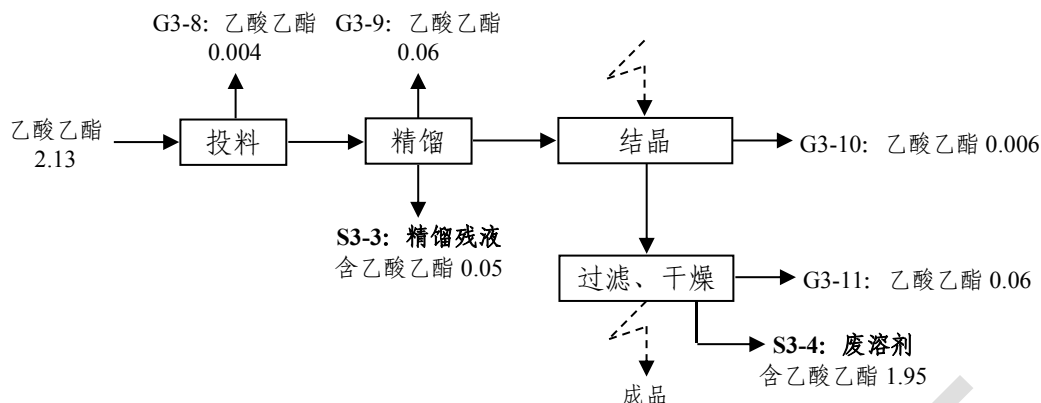 G3-8：乙酸乙酯
0.004
G3-9：乙酸乙酯
0.06
乙酸乙酯
2.13
投料
精馏
结晶
G3-10：乙酸乙酯 0.006
S3-3：精馏残液
含乙酸乙酯 0.05
过滤、干燥
G3-11：乙酸乙酯 0.06
S3-4：废溶剂
含乙酸乙酯 1.95
成品